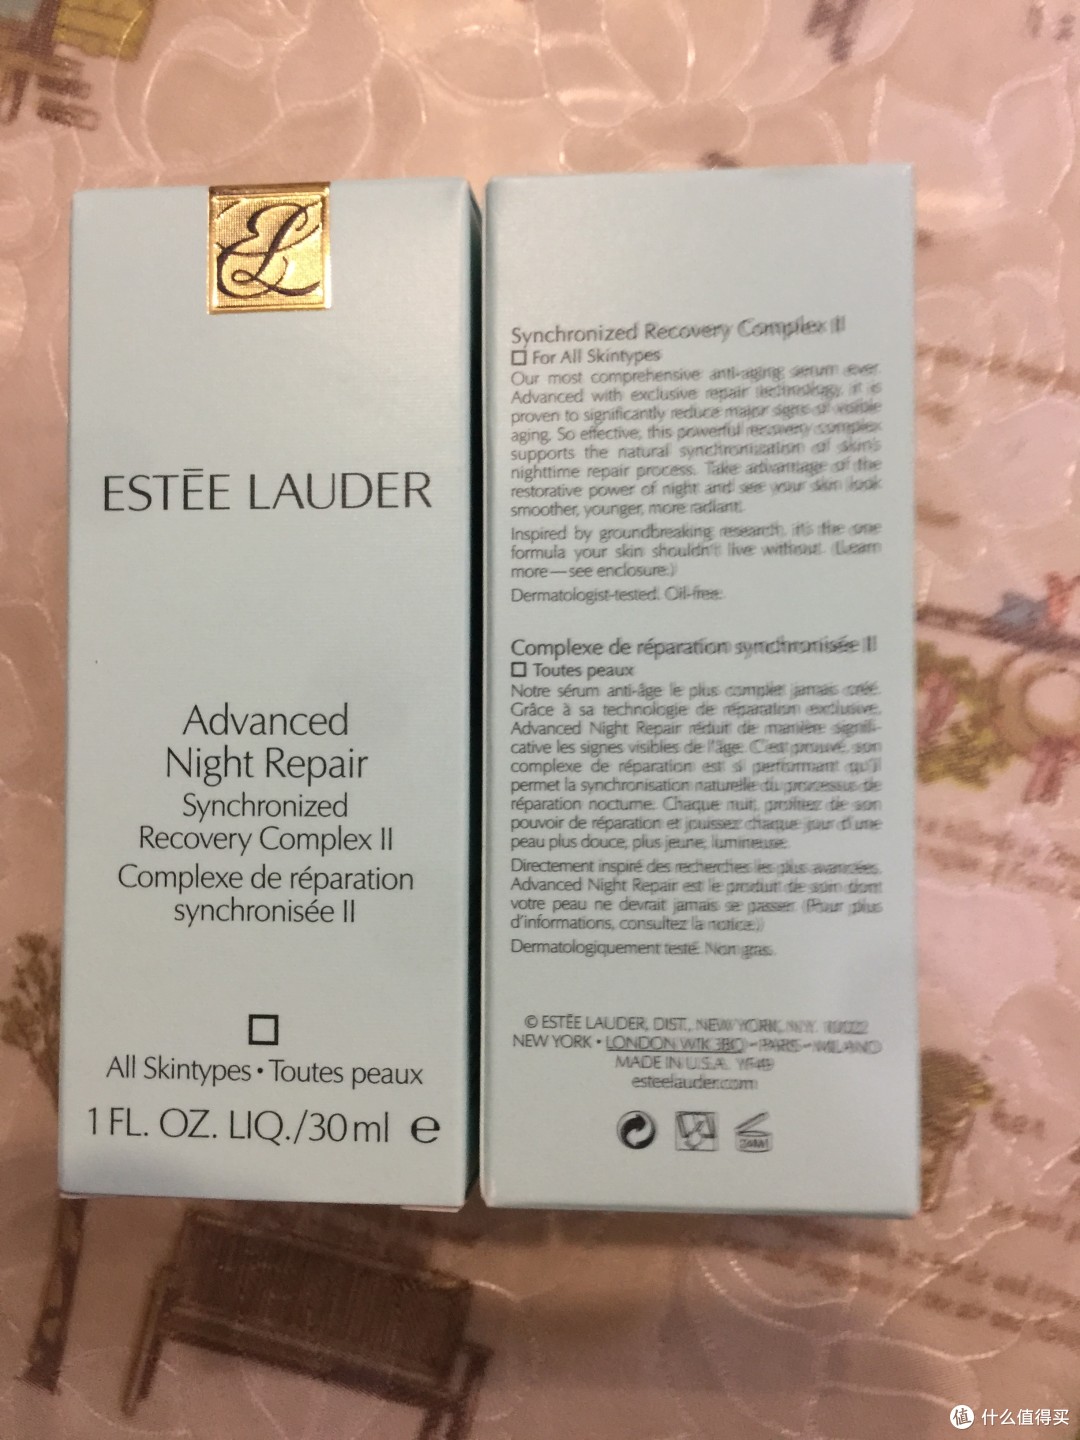 ESTĒE LAUDER
Advanced
Night Repair
Synchronized
Recovery Complex II
Complexe de réparation
synchronisée II
All Skintypes • Toutes peaux
1 FL. OZ. LIQ./30 ml e
Synchronized Recovery Complex II
For All Skintypes
Our most comprehensive anti-aging serum ever.
Advanced with exclusive repair technology, it is
proven to significantly reduce major signs of visible
aging. So effective, this powerful recovery complex
supports the natural synchronization of skin's
nighttime repair process. Take advantage of the
restorative power of night and see your skin look
smoother, younger, more radiant.
Inspired by groundbreaking research, it's the one
formula your skin shouldn't live without. (Learn
more—see enclosure.)
Dermatologist-tested. Oil-free.
Complexe de réparation synchronisée II
Toutes peaux
Notre sérum anti-âge le plus complet jamais créé.
Grâce à sa technologie de réparation exclusive,
Advanced Night Repair réduit de manière signifi-
cative les signes visibles de l'âge. C'est prouvé, son
complexe de réparation est si performant qu'il
permet la synchronisation naturelle du processus de
réparation nocturne. Chaque nuit, profitez de son
pouvoir de réparation et jouissez chaque jour d'une
peau plus douce, plus jeune, lumineuse.
Directement inspiré des recherches les plus avancées,
Advanced Night Repair est le produit de soin dont
votre peau ne devrait jamais se passer. (Pour plus
d'informations, consultez la notice.)
Dermatologiquement testé. Non gras.
© ESTĒE LAUDER, DIST., NEW YORK, N.Y. 10022
NEW YORK • LONDON W1K 3BQ • PARIS • MILANO
MADE IN U.S.A.
esteelauder.com
24M
值 什么值得买